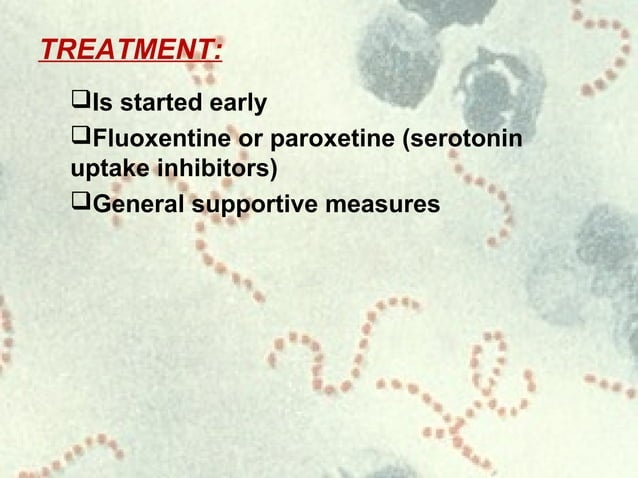 TREATMENT:
❑Is started early
❑Fluoxentine or paroxetine (serotonin
uptake inhibitors)
❑General supportive measures